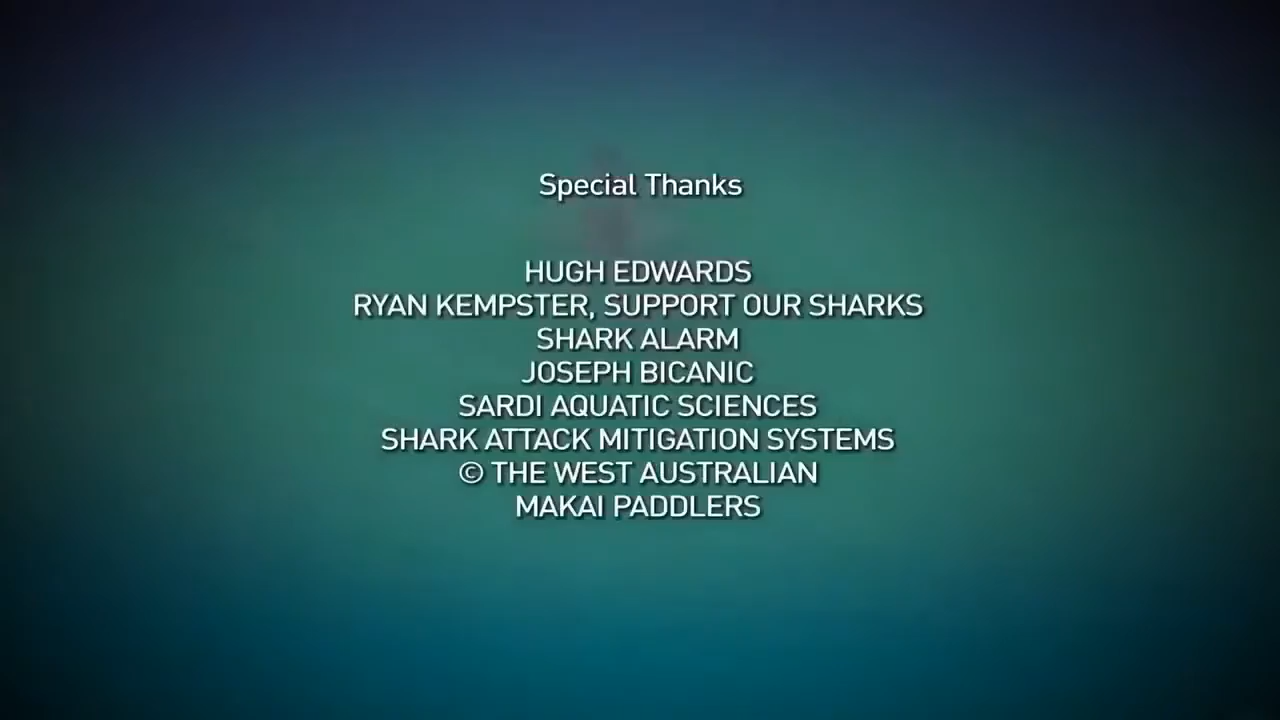 Special Thanks
HUGH EDWARDS
RYAN KEMPSTER, SUPPORT OUR SHARKS
SHARK ALARM
JOSEPH BICANIC
SARDI AQUATIC SCIENCES
SHARK ATTACK MITIGATION SYSTEMS
© THE WEST AUSTRALIAN
MAKAI PADDLERS